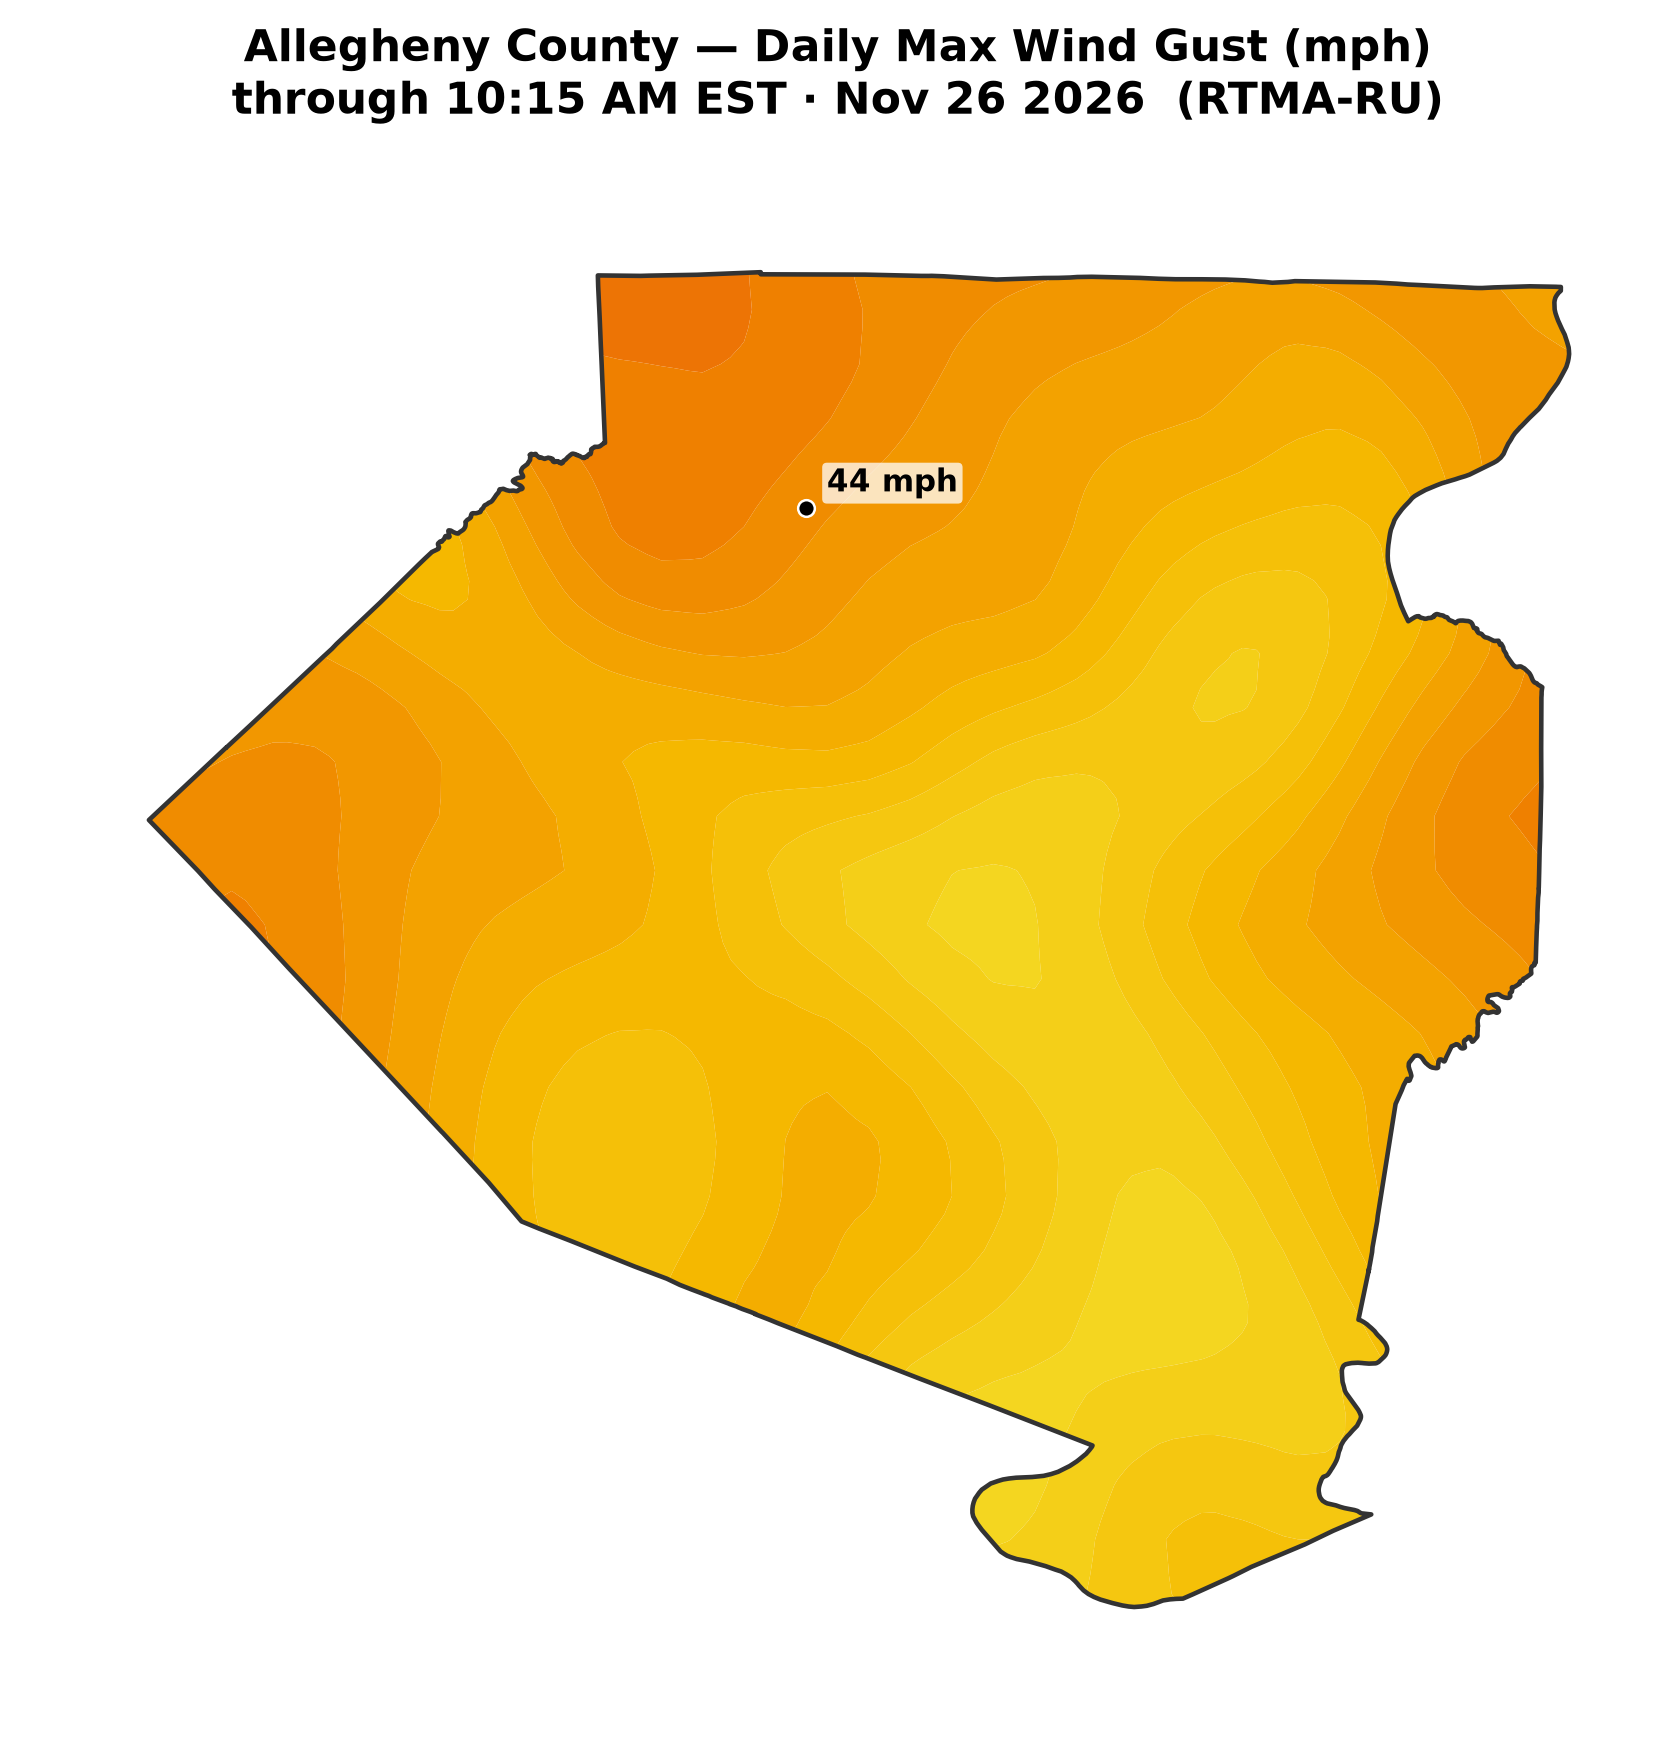 Allegheny County — Daily Max Wind Gust (mph)
through 10:15 AM EST · Nov 26 2026 (RTMA-RU)
44 mph